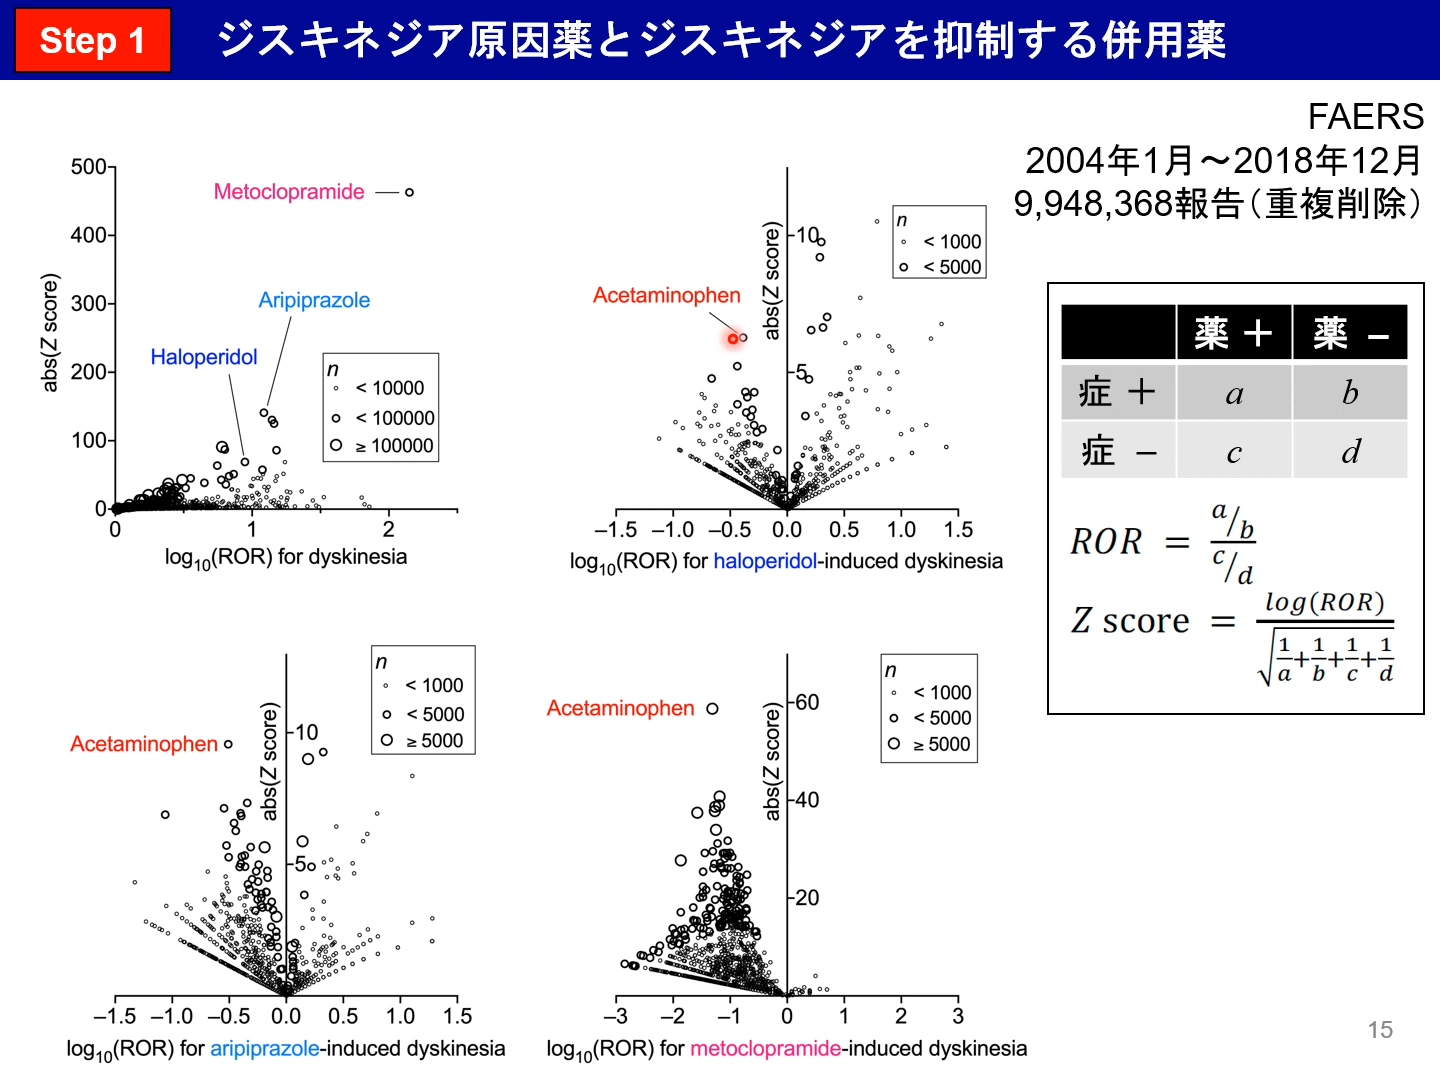 Step 1
ジスキネジア原因薬とジスキネジアを抑制する併用薬
FAERS
2004年1月～2018年12月
9,948,368報告（重複削除）
500
400
300
200
100
0
abs(Z score)
Metoclopramide
Aripiprazole
Haloperidol
n
< 10000
< 100000
≥ 100000
0 1 2
log10(ROR) for dyskinesia
10
5
abs(Z score)
Acetaminophen
n
< 1000
< 5000
–1.5 –1.0 –0.5 0.0 0.5 1.0 1.5
log10(ROR) for haloperidol-induced dyskinesia
薬 ＋ 薬 －
症 ＋ a b
症 － c d
ROR = (a/b)/(c/d)
Z score = log(ROR)/√(1/a+1/b+1/c+1/d)
10
5
abs(Z score)
Acetaminophen
n
< 1000
< 5000
≥ 5000
–1.5 –1.0 –0.5 0.0 0.5 1.0 1.5
log10(ROR) for aripiprazole-induced dyskinesia
60
40
20
abs(Z score)
Acetaminophen
n
< 1000
< 5000
≥ 5000
–3 –2 –1 0 1 2 3
log10(ROR) for metoclopramide-induced dyskinesia
15